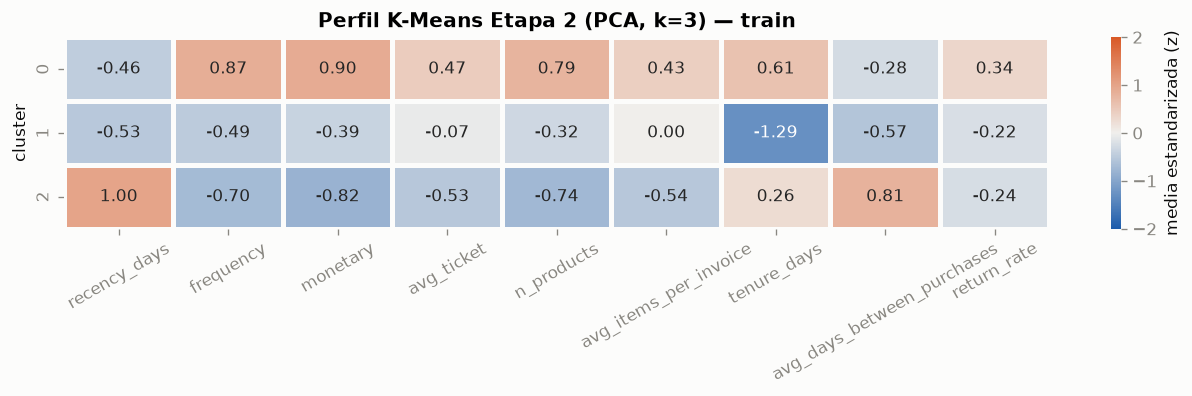 Perfil K-Means Etapa 2 (PCA, k=3) — train
cluster
0
-0.46 0.87 0.90 0.47 0.79 0.43 0.61 -0.28 0.34
1
-0.53 -0.49 -0.39 -0.07 -0.32 0.00 -1.29 -0.57 -0.22
2
1.00 -0.70 -0.82 -0.53 -0.74 -0.54 0.26 0.81 -0.24
recency_days
frequency
monetary
avg_ticket
n_products
avg_items_per_invoice
tenure_days
avg_days_between_purchases
return_rate
2
1
0
−1
−2
media estandarizada (z)